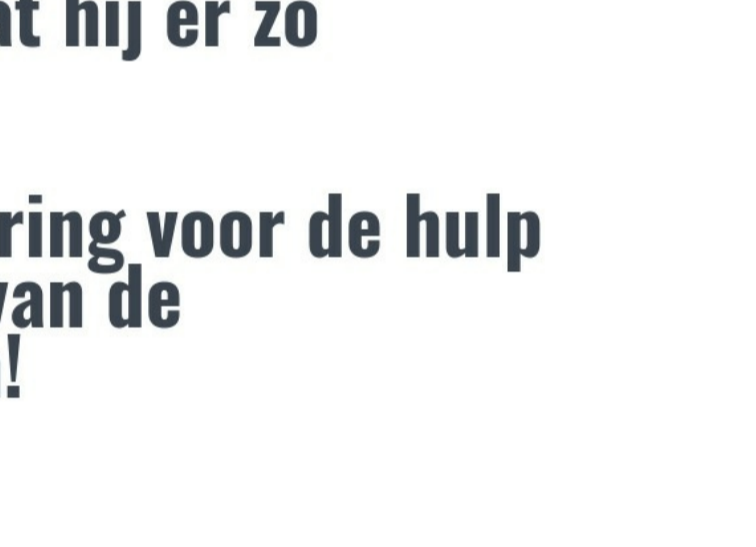 at hij er zo
ring voor de hulp
van de
!